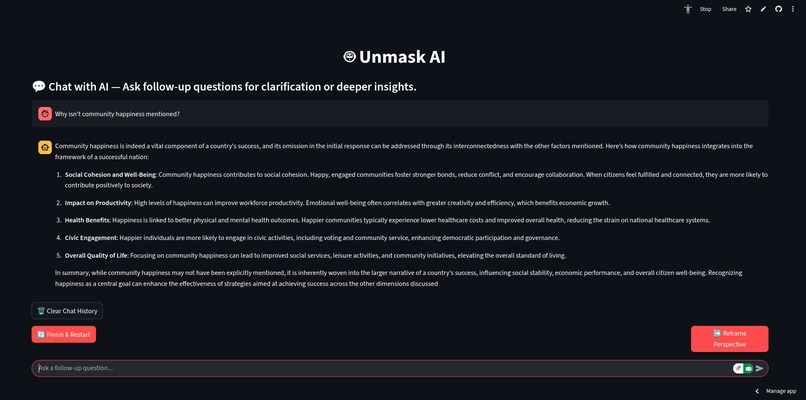 Stop Share
Unmask AI
Chat with AI — Ask follow-up questions for clarification or deeper insights.
Why isn't community happiness mentioned?
Community happiness is indeed a vital component of a country's success, and its omission in the initial response can be addressed through its interconnectedness with the other factors mentioned. Here's how community happiness integrates into the
framework of a successful nation:
1. Social Cohesion and Well-Being: Community happiness contributes to social cohesion. Happy, engaged communities foster stronger bonds, reduce conflict, and encourage collaboration. When citizens feel fulfilled and connected, they are more likely to
contribute positively to society.
2. Impact on Productivity: High levels of happiness can improve workforce productivity. Emotional well-being often correlates with greater creativity and efficiency, which benefits economic growth.
3. Health Benefits: Happiness is linked to better physical and mental health outcomes. Happier communities typically experience lower healthcare costs and improved overall health, reducing the strain on national healthcare systems.
4. Civic Engagement: Happier individuals are more likely to engage in civic activities, including voting and community service, enhancing democratic participation and governance.
5. Overall Quality of Life: Focusing on community happiness can lead to improved social services, leisure activities, and community initiatives, elevating the overall standard of living.
In summary, while community happiness may not have been explicitly mentioned, it is inherently woven into the larger narrative of a country's success, influencing social stability, economic performance, and overall citizen well-being. Recognizing
happiness as a central goal can enhance the effectiveness of strategies aimed at achieving success across the other dimensions discussed
Clear Chat History
Finish & Restart
Reframe
Perspective
Ask a follow-up question...
Manage app